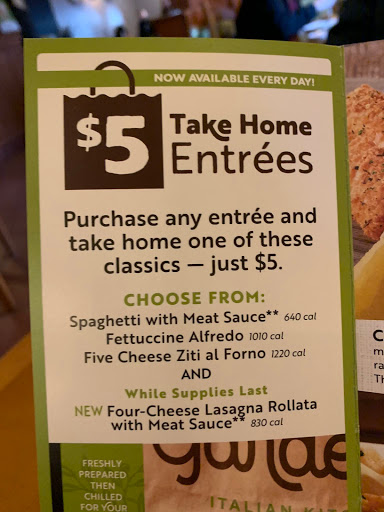 NOW AVAILABLE EVERY DAY!
$5
Take Home
Entrées
Purchase any entrée and
take home one of these
classics — just $5.
CHOOSE FROM:
Spaghetti with Meat Sauce** 640 cal
Fettuccine Alfredo 1010 cal
Five Cheese Ziti al Forno 1220 cal
AND
While Supplies Last
NEW Four-Cheese Lasagna Rollata
with Meat Sauce** 830 cal
FRESHLY
PREPARED
THEN
CHILLED
FOR YOUR
ITALIAN